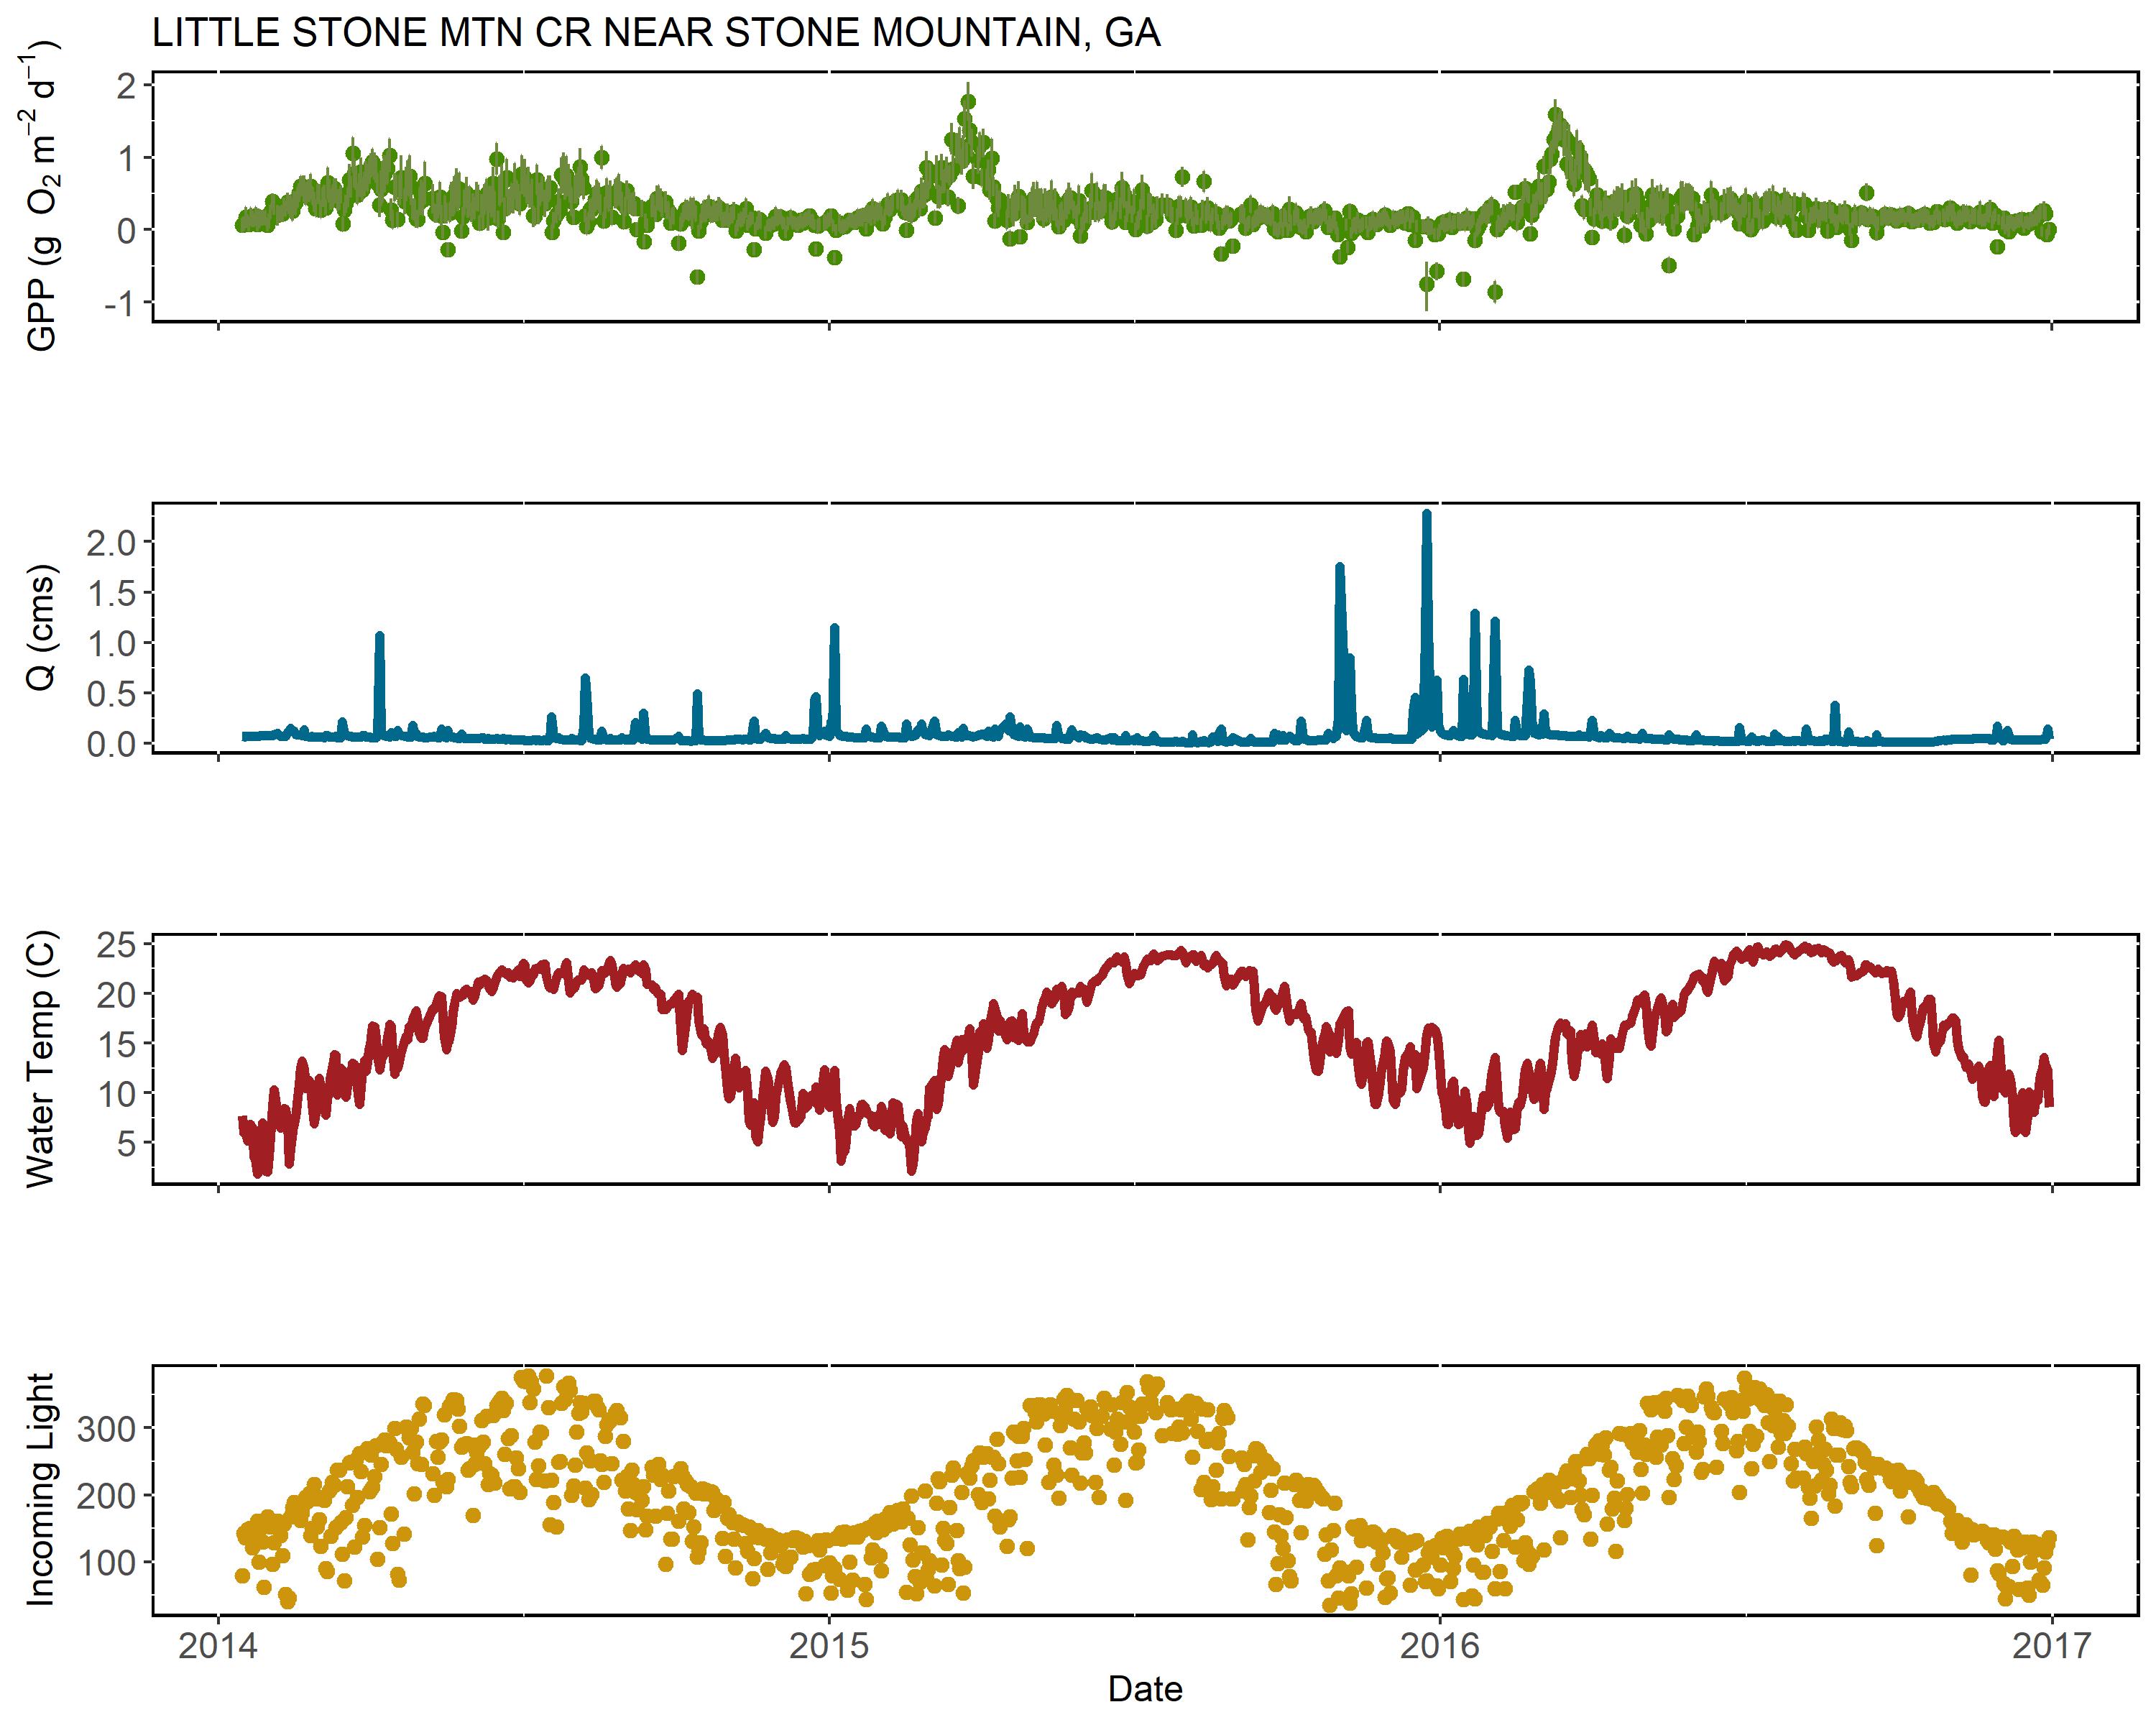 LITTLE STONE MTN CR NEAR STONE MOUNTAIN, GA
GPP (g O₂ m⁻² d⁻¹)
2
1
0
-1
Q (cms)
2.0
1.5
1.0
0.5
0.0
Water Temp (C)
25
20
15
10
5
Incoming Light
300
200
100
2014 2015 2016 2017
Date